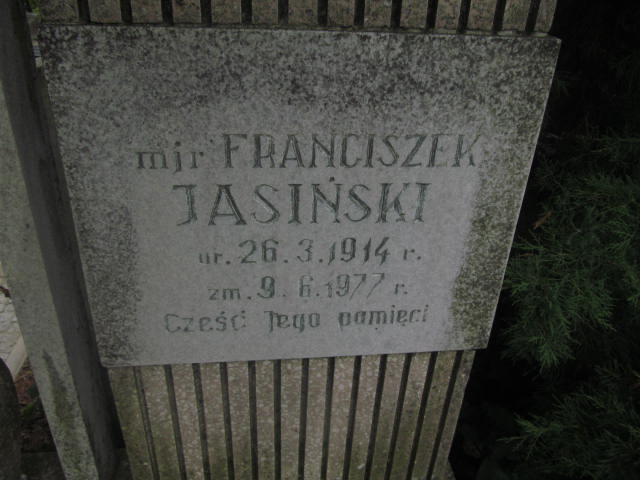 mjr FRANCISZEK
JASIŃSKI
ur. 26.3.1914 r.
zm. 9.6.1977 r.
Cześć Jego pamięci